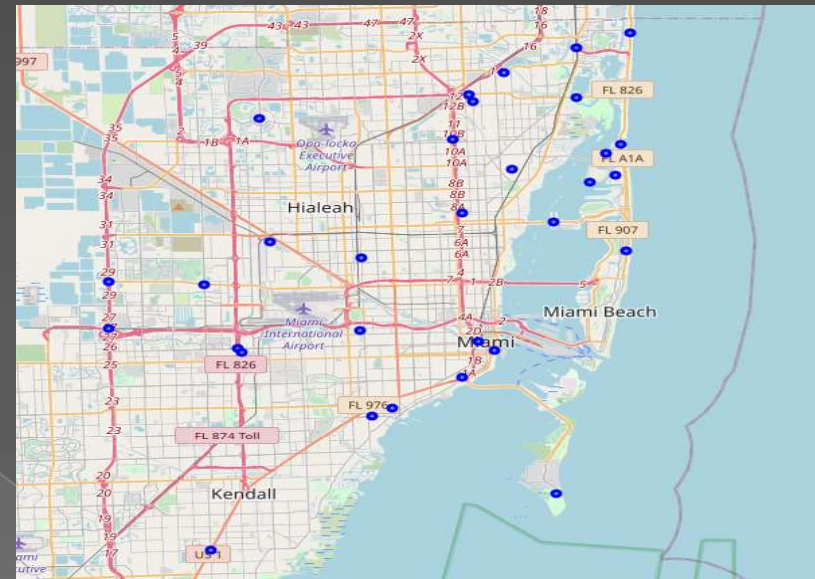 18
16
43
43
47
47
5
4
39
2X
2X
16
997
5
4
1
12
12B
FL 826
35
35
11
10B
2
1B
1A
10A
10A
Opa-locka
Executive
Airport
FL A1A
34
34
8B
8B
8A
Hialeah
31
31
7
6A
6A
FL 907
29
29
4
7
1
2B
5
27
27
26
25
Miami
International
Airport
4A
2
2D
Miami
Miami Beach
FL 826
1B
1A
23
23
FL 976
FL 874 Toll
20
20
Kendall
19
19
17
US 1